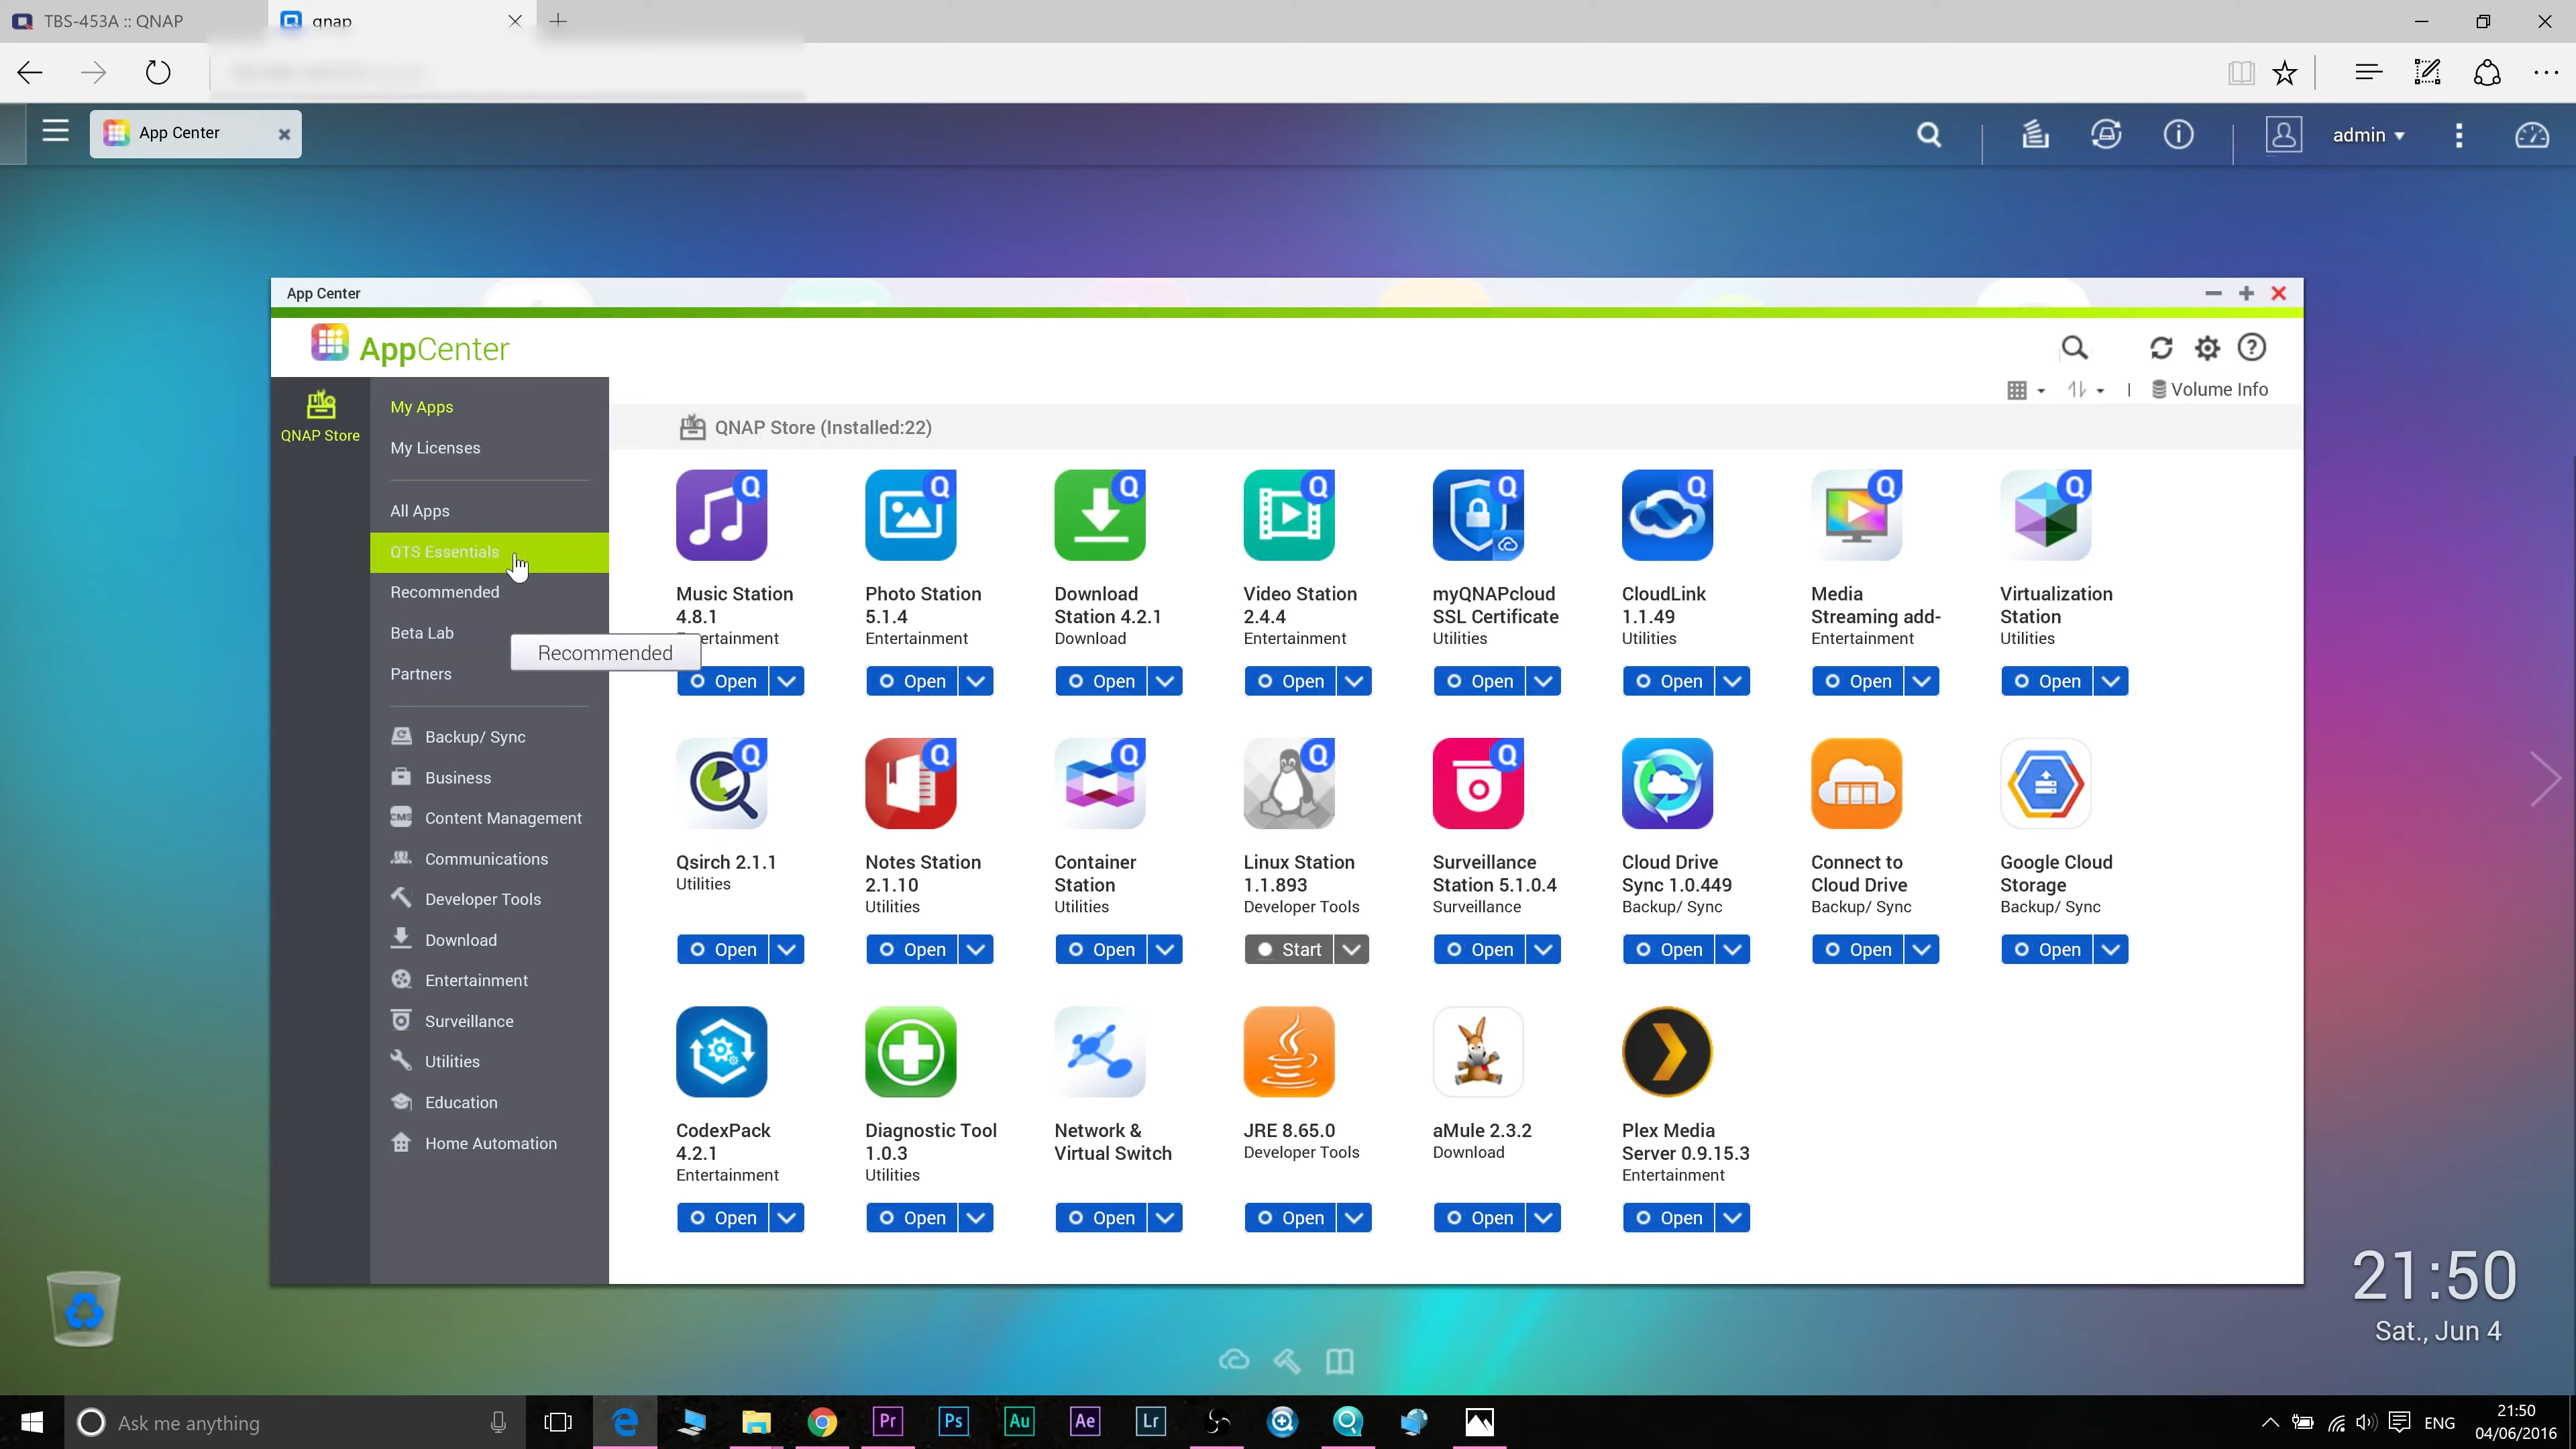 TBS-453A :: QNAP
qnap
App Center
admin
App Center
AppCenter
Volume Info
QNAP Store
My Apps
My Licenses
All Apps
QTS Essentials
Recommended
Beta Lab
Partners
Recommended
Backup/ Sync
Business
CMS Content Management
Communications
Developer Tools
Download
Entertainment
Surveillance
Utilities
Education
Home Automation
QNAP Store (Installed:22)
Q Q Q Q Q Q Q Q
Music Station 4.8.1
Entertainment
Open
Photo Station 5.1.4
Entertainment
Open
Download Station 4.2.1
Download
Open
Video Station 2.4.4
Entertainment
Open
myQNAPcloud SSL Certificate
Utilities
Open
CloudLink 1.1.49
Utilities
Open
Media Streaming add-
Entertainment
Open
Virtualization Station
Utilities
Open
Q Q Q Q Q
Qsirch 2.1.1
Utilities
Open
Notes Station 2.1.10
Utilities
Open
Container Station
Utilities
Open
Linux Station 1.1.893
Developer Tools
Start
Surveillance Station 5.1.0.4
Surveillance
Open
Cloud Drive Sync 1.0.449
Backup/ Sync
Open
Connect to Cloud Drive
Backup/ Sync
Open
Google Cloud Storage
Backup/ Sync
Open
CodexPack 4.2.1
Entertainment
Open
Diagnostic Tool 1.0.3
Utilities
Open
Network & Virtual Switch
Open
JRE 8.65.0
Developer Tools
Open
aMule 2.3.2
Download
Open
Plex Media Server 0.9.15.3
Entertainment
Open
21:50
Sat., Jun 4
Ask me anything
Pr
Ps
Au
Ae
Lr
ENG
21:50
04/06/2016